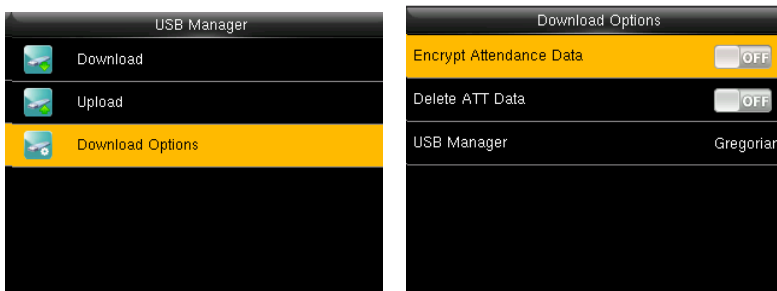 USB Manager
Download
Upload
Download Options
Download Options
Encrypt Attendance Data OFF
Delete ATT Data OFF
USB Manager Gregorian